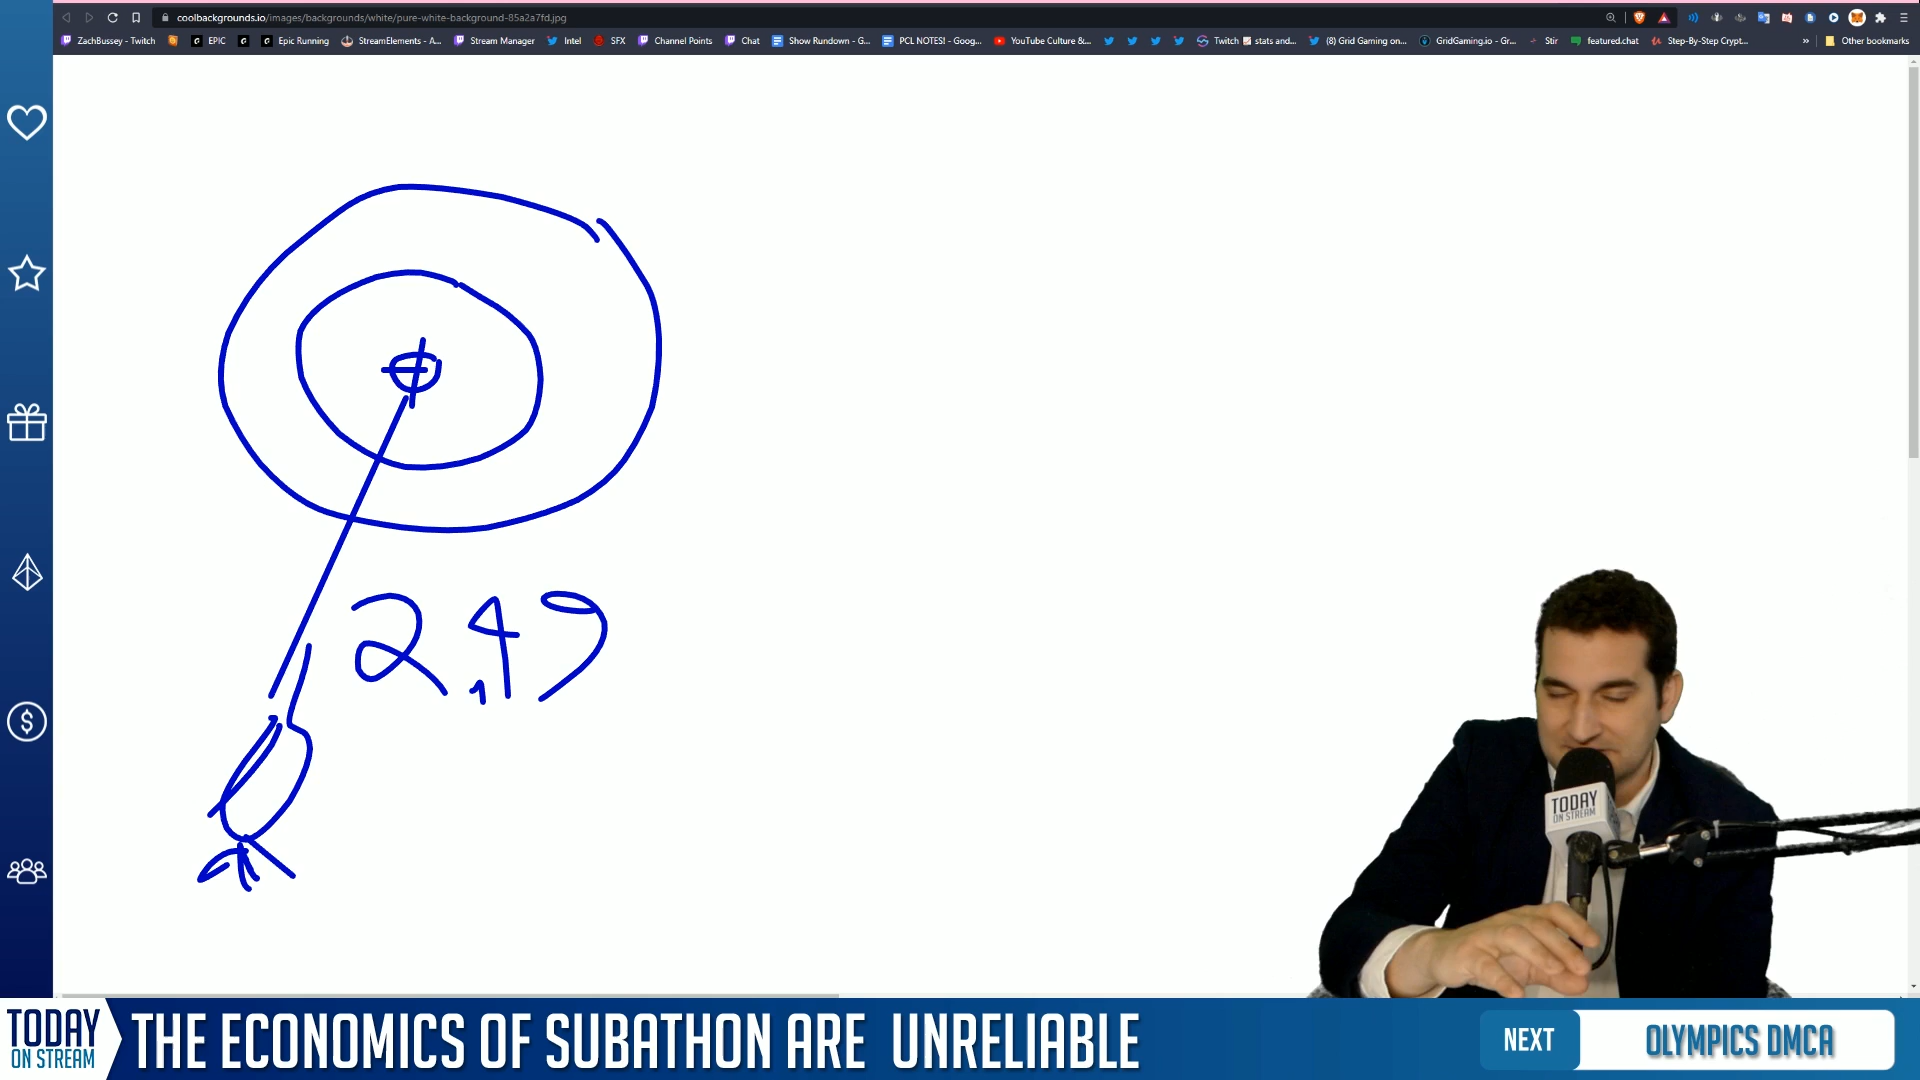 coolbackgrounds.io/images/backgrounds/white/pure-white-background-85a2a7fd.jpg
ZachBussey - Twitch EPIC Epic Running StreamElements - A... Stream Manager Intel SFX Channel Points Chat Show Rundown - G... PCL NOTES! - Goog... YouTube Culture &... Twitch stats and... (8) Grid Gaming on... GridGaming.io - Gr... Stir featured.chat Step-By-Step Crypt... » Other bookmarks
2,49
TODAY
ON STREAM
TODAY
ON STREAM
THE ECONOMICS OF SUBATHON ARE UNRELIABLE
NEXT
OLYMPICS DMCA